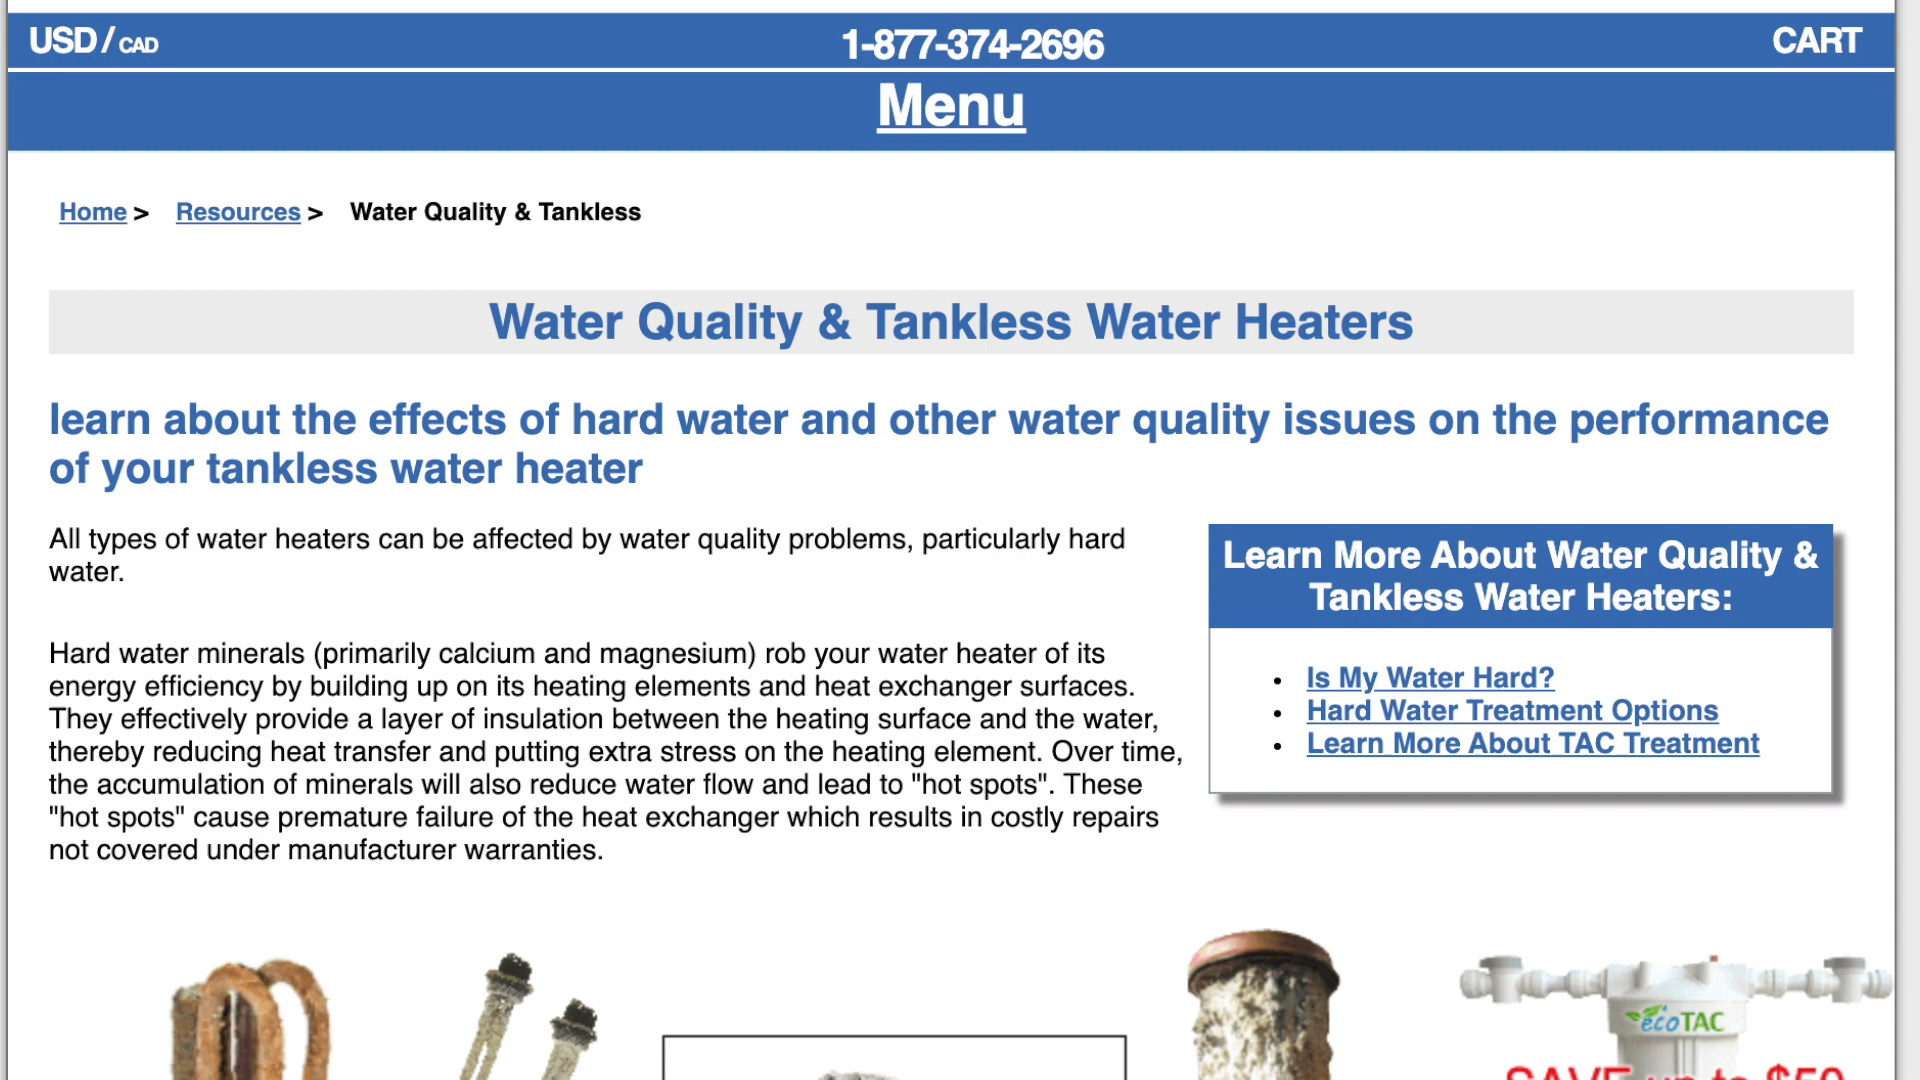 USD / CAD
1-877-374-2696
CART
Menu
Home > Resources > Water Quality & Tankless
Water Quality & Tankless Water Heaters
learn about the effects of hard water and other water quality issues on the performance
of your tankless water heater
All types of water heaters can be affected by water quality problems, particularly hard
water.
Hard water minerals (primarily calcium and magnesium) rob your water heater of its
energy efficiency by building up on its heating elements and heat exchanger surfaces.
They effectively provide a layer of insulation between the heating surface and the water,
thereby reducing heat transfer and putting extra stress on the heating element. Over time,
the accumulation of minerals will also reduce water flow and lead to "hot spots". These
"hot spots" cause premature failure of the heat exchanger which results in costly repairs
not covered under manufacturer warranties.
Learn More About Water Quality &
Tankless Water Heaters:
• Is My Water Hard?
• Hard Water Treatment Options
• Learn More About TAC Treatment
ecoTAC
SAVE up to $50